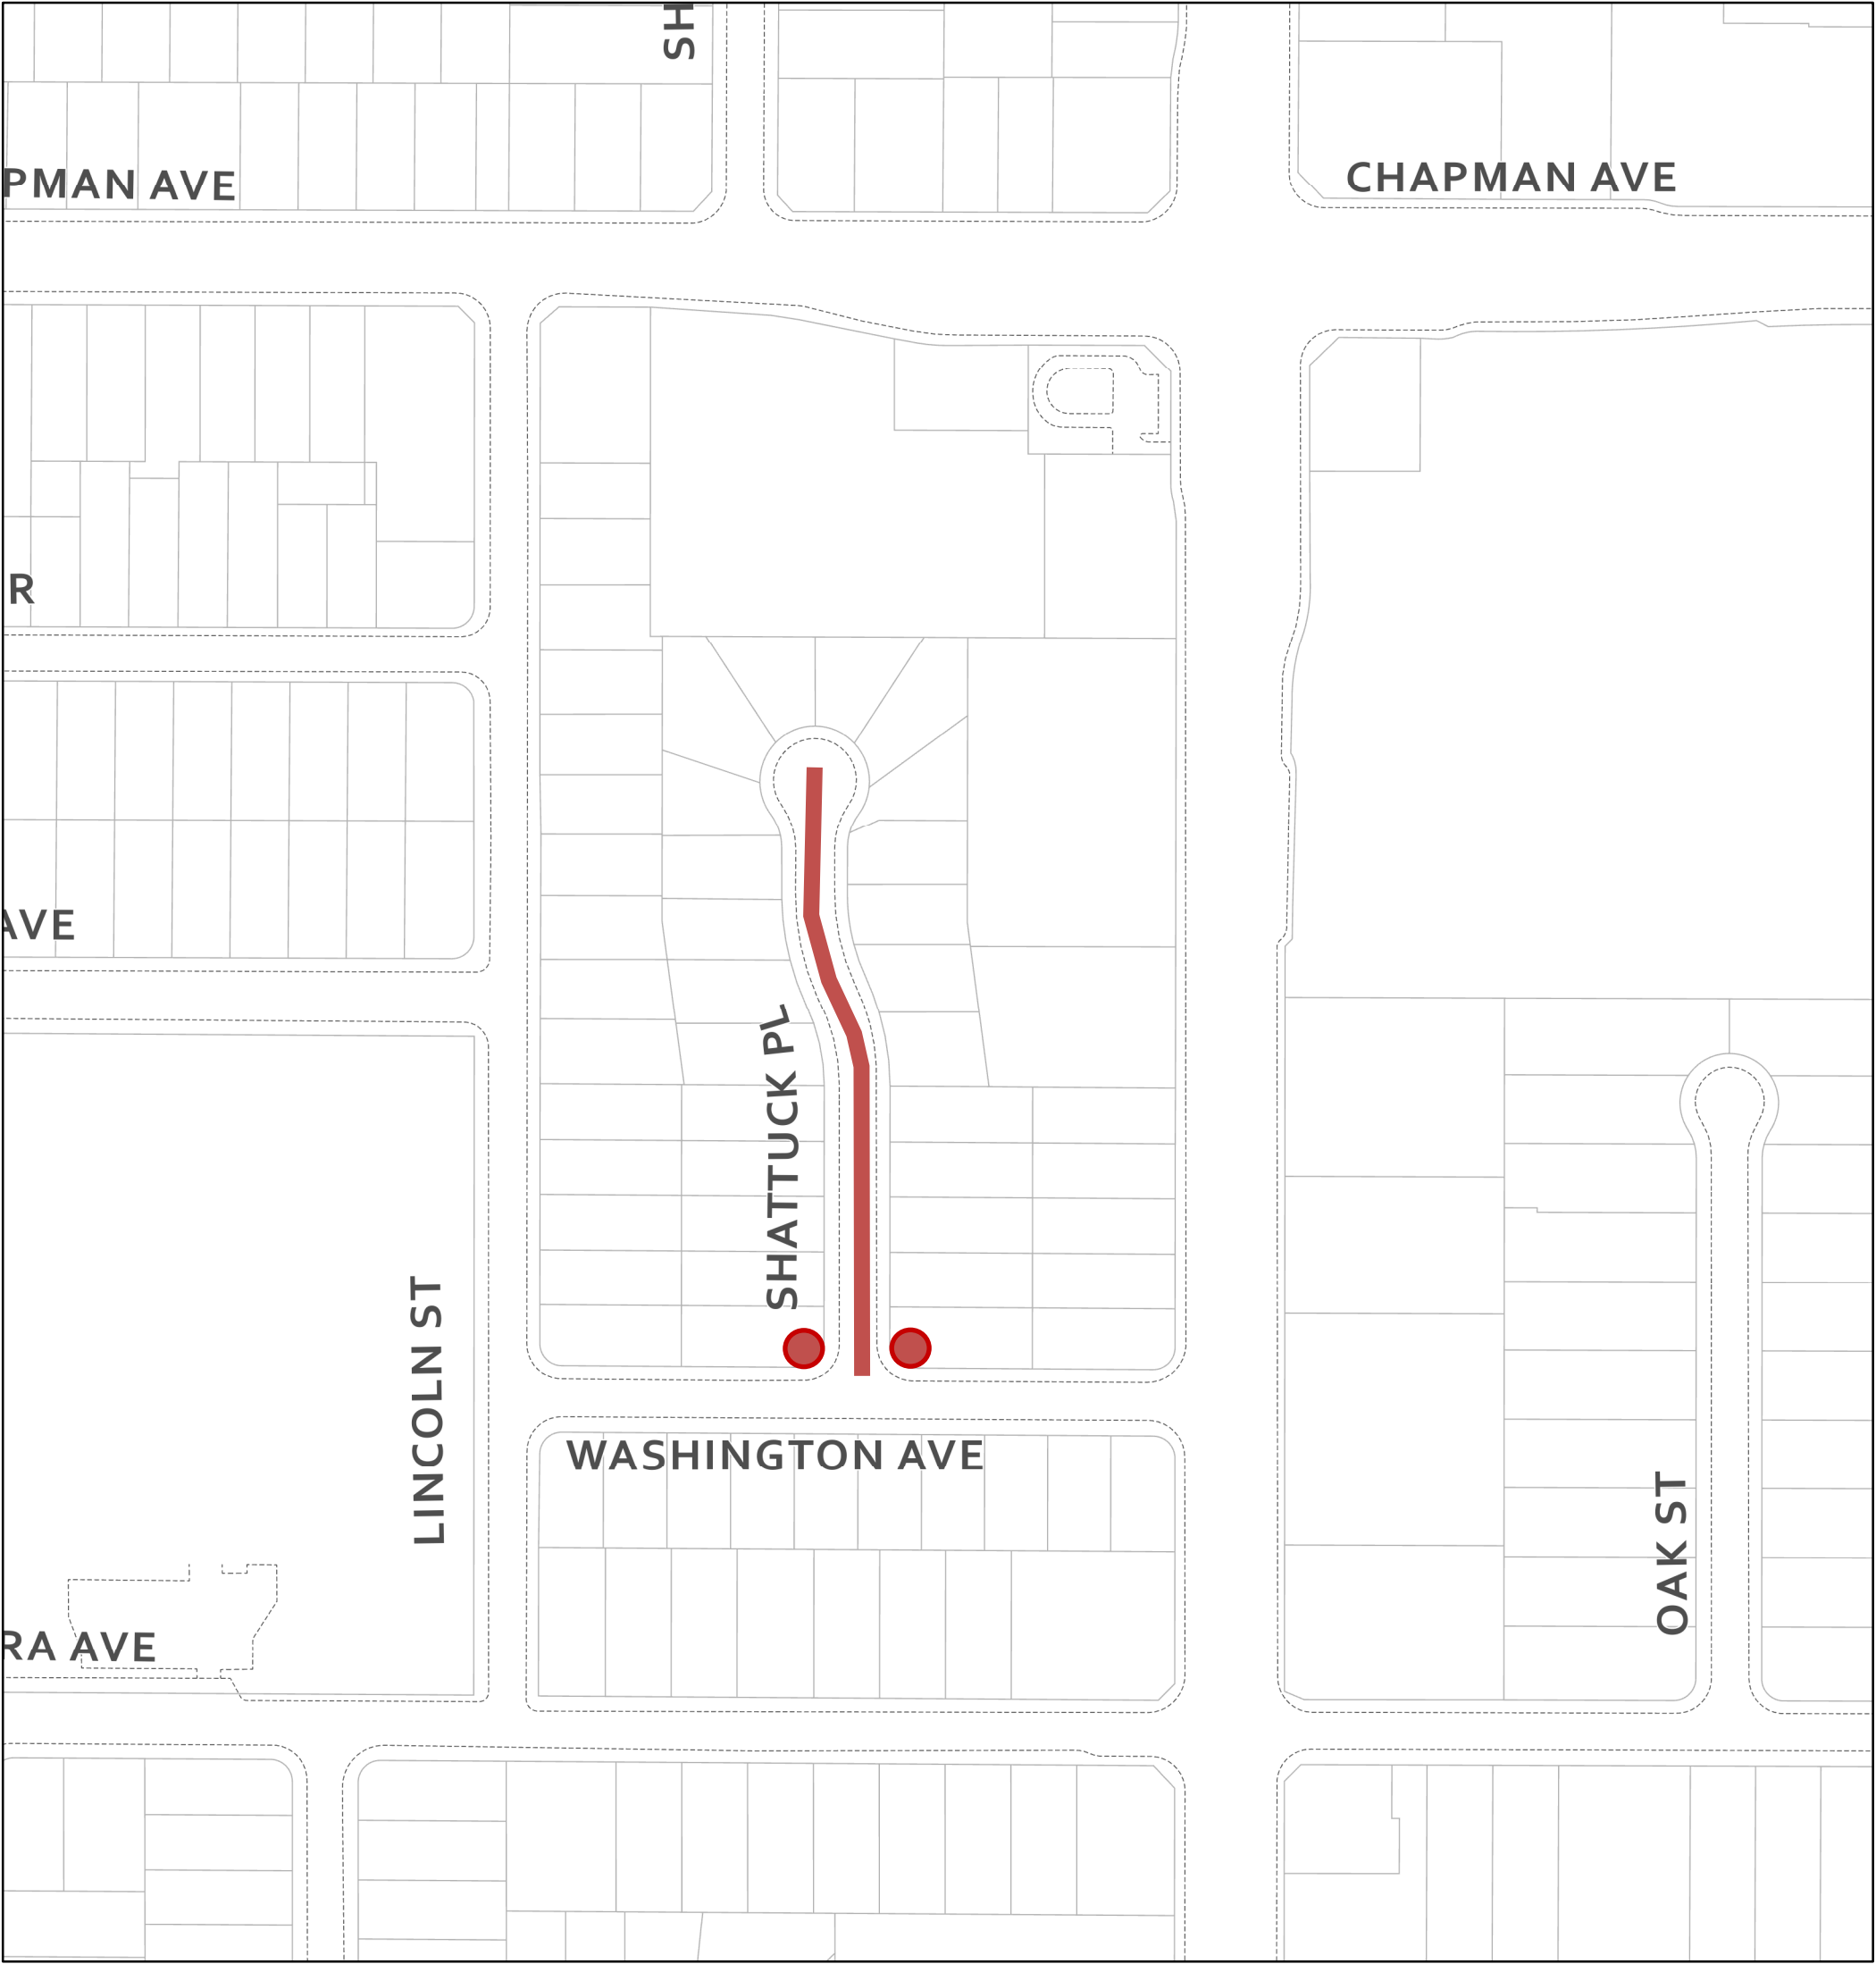 SH
PMAN AVE
CHAPMAN AVE
R
AVE
SHATTUCK PL
LINCOLN ST
WASHINGTON AVE
OAK ST
RA AVE